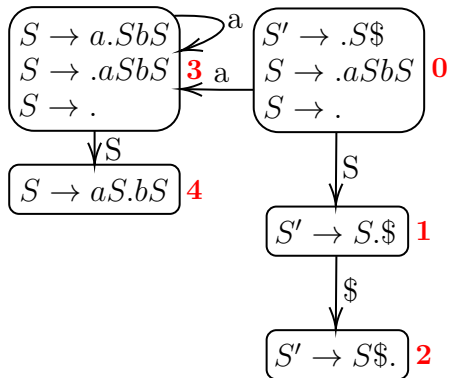 S → a.SbS
S → .aSbS
S → .
3
a
a
S' → .S$
S → .aSbS
S → .
0
S
S → aS.bS
4
S
S' → S.$
1
$
S' → S$.
2